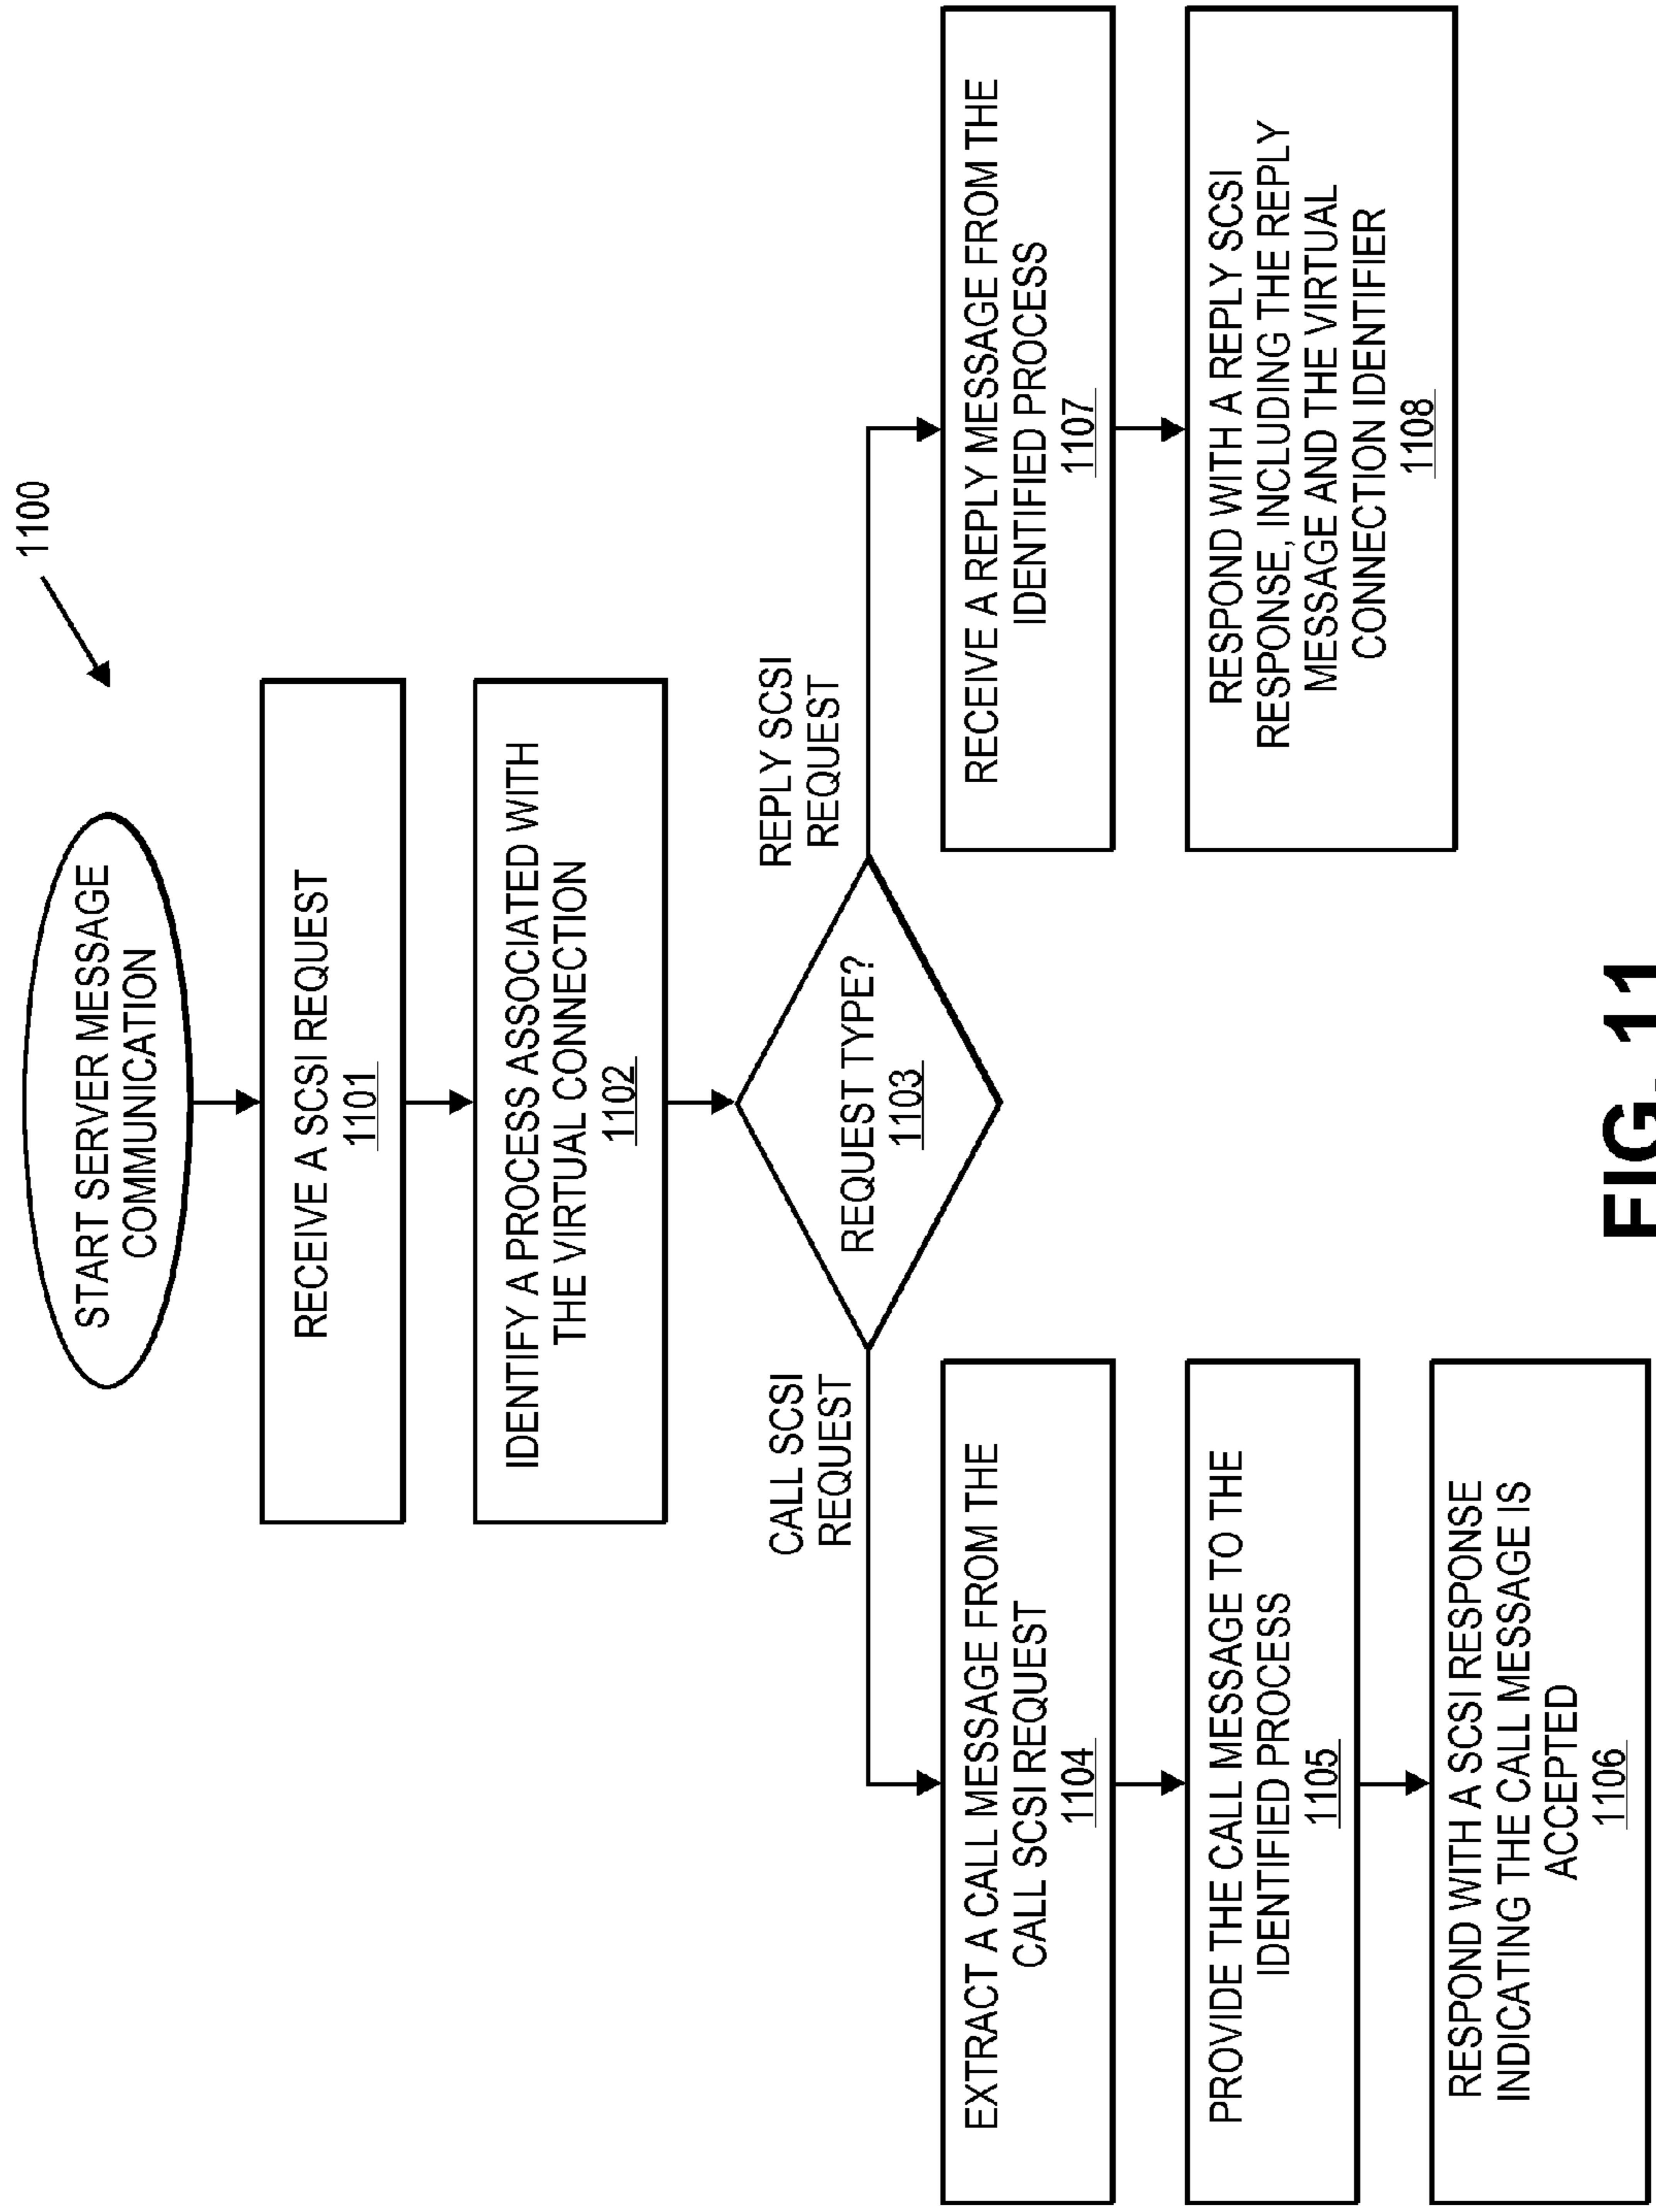 1100
START SERVER MESSAGE
COMMUNICATION
RECEIVE A SCSI REQUEST
1101
IDENTIFY A PROCESS ASSOCIATED WITH
THE VIRTUAL CONNECTION
1102
REQUEST TYPE?
1103
CALL SCSI
REQUEST
REPLY SCSI
REQUEST
EXTRACT A CALL MESSAGE FROM THE
CALL SCSI REQUEST
1104
PROVIDE THE CALL MESSAGE TO THE
IDENTIFIED PROCESS
1105
RESPOND WITH A SCSI RESPONSE
INDICATING THE CALL MESSAGE IS
ACCEPTED
1106
RECEIVE A REPLY MESSAGE FROM THE
IDENTIFIED PROCESS
1107
RESPOND WITH A REPLY SCSI
RESPONSE, INCLUDING THE REPLY
MESSAGE AND THE VIRTUAL
CONNECTION IDENTIFIER
1108
FIG. 11